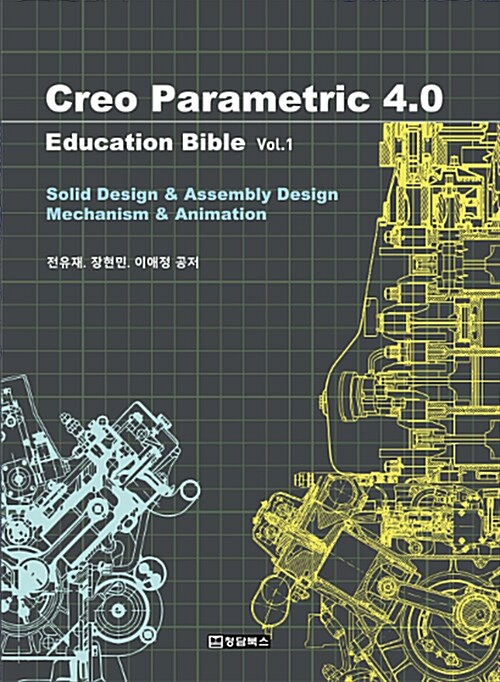 Creo Parametric 4.0
Education Bible Vol.1
Solid Design & Assembly Design
Mechanism & Animation
전유재. 장현민. 이애정 공저
청담북스